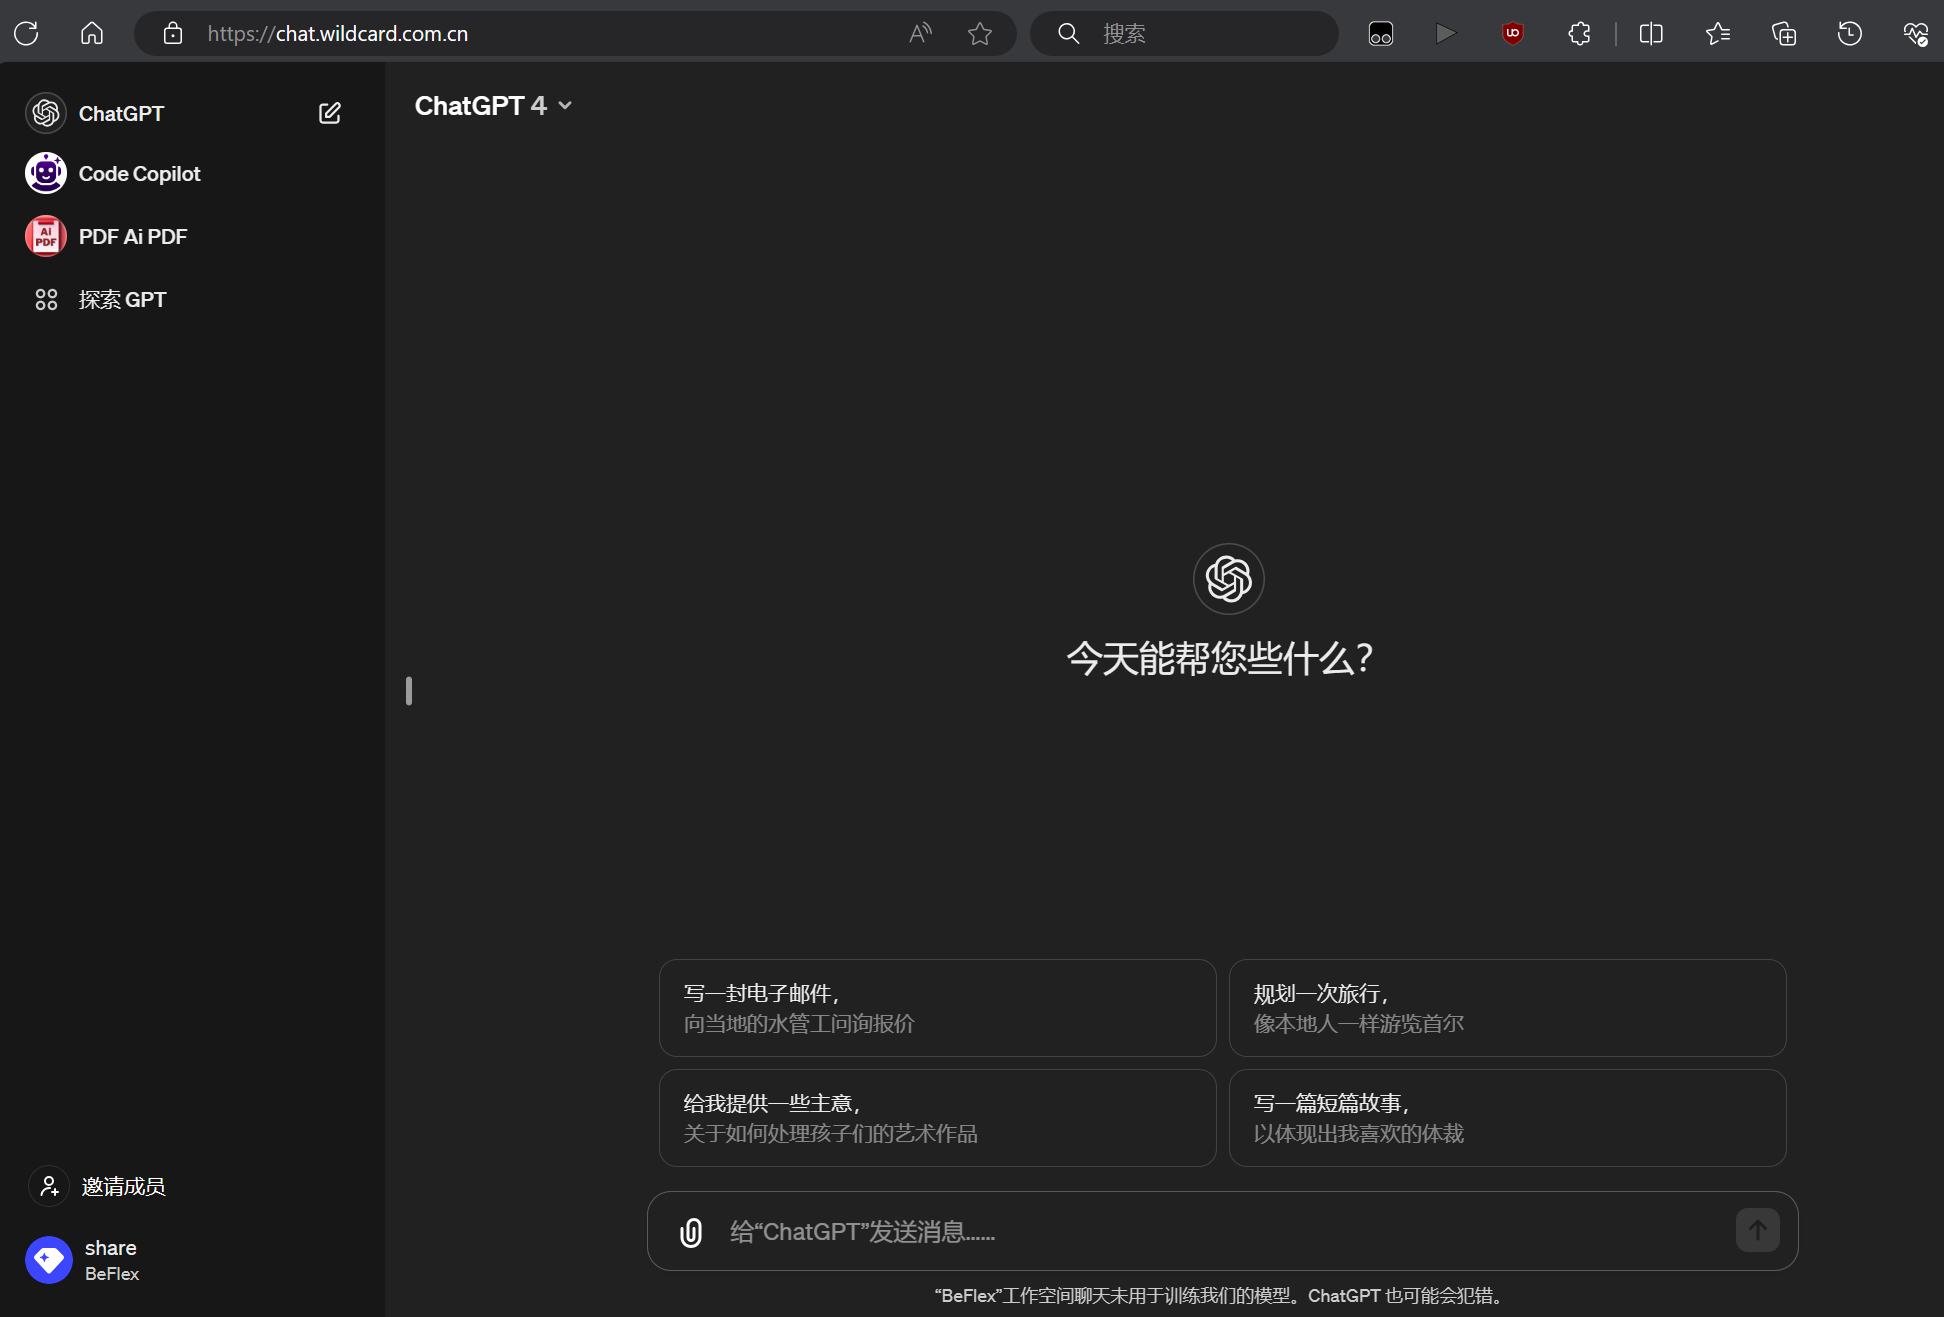 https://chat.wildcard.com.cn
搜索
ChatGPT
Code Copilot
PDF Ai PDF
探索 GPT
ChatGPT 4
今天能帮您些什么？
写一封电子邮件，
向当地的水管工问询报价
规划一次旅行，
像本地人一样游览首尔
给我提供一些主意，
关于如何处理孩子们的艺术作品
写一篇短篇故事，
以体现出我喜欢的体裁
邀请成员
share
BeFlex
给“ChatGPT”发送消息……
“BeFlex”工作空间聊天未用于训练我们的模型。ChatGPT 也可能会犯错。